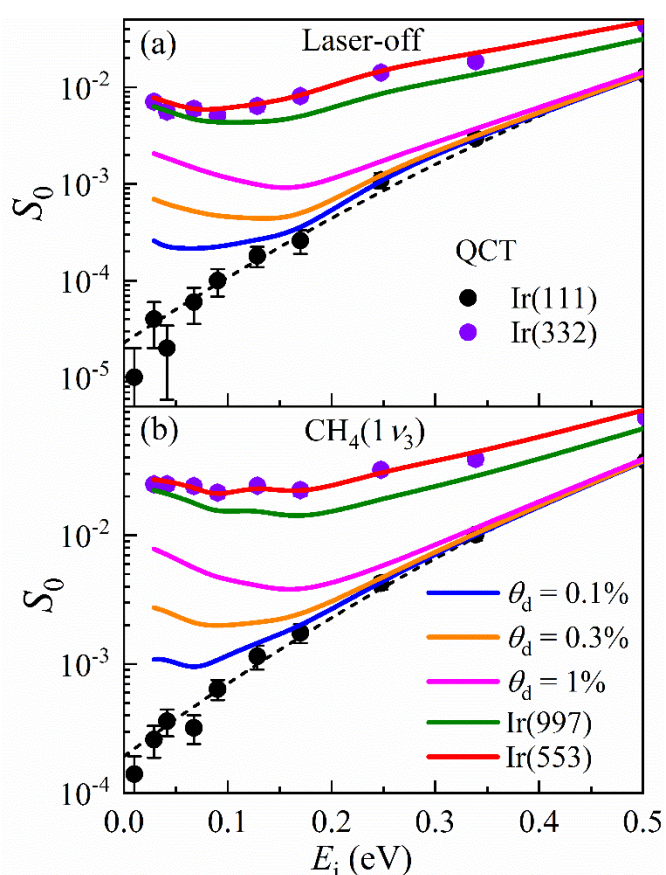 (a) Laser-off
10⁻²
10⁻³
S₀
10⁻⁴
QCT
Ir(111)
Ir(332)
10⁻⁵
(b) CH₄(1ν₃)
10⁻²
S₀
θd = 0.1%
θd = 0.3%
10⁻³
θd = 1%
Ir(997)
Ir(553)
10⁻⁴
0.0 0.1 0.2 0.3 0.4 0.5
Eᵢ (eV)